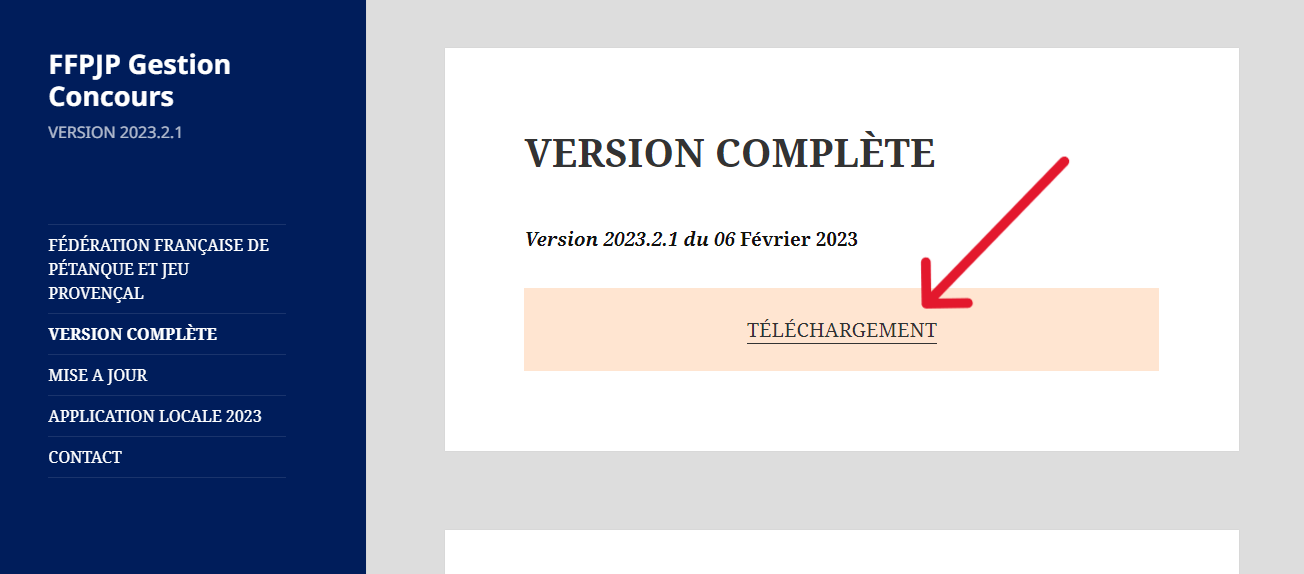 FFPJP Gestion
Concours
VERSION 2023.2.1
FÉDÉRATION FRANÇAISE DE
PÉTANQUE ET JEU
PROVENÇAL
VERSION COMPLÈTE
MISE A JOUR
APPLICATION LOCALE 2023
CONTACT
VERSION COMPLÈTE
Version 2023.2.1 du 06 Février 2023
TÉLÉCHARGEMENT